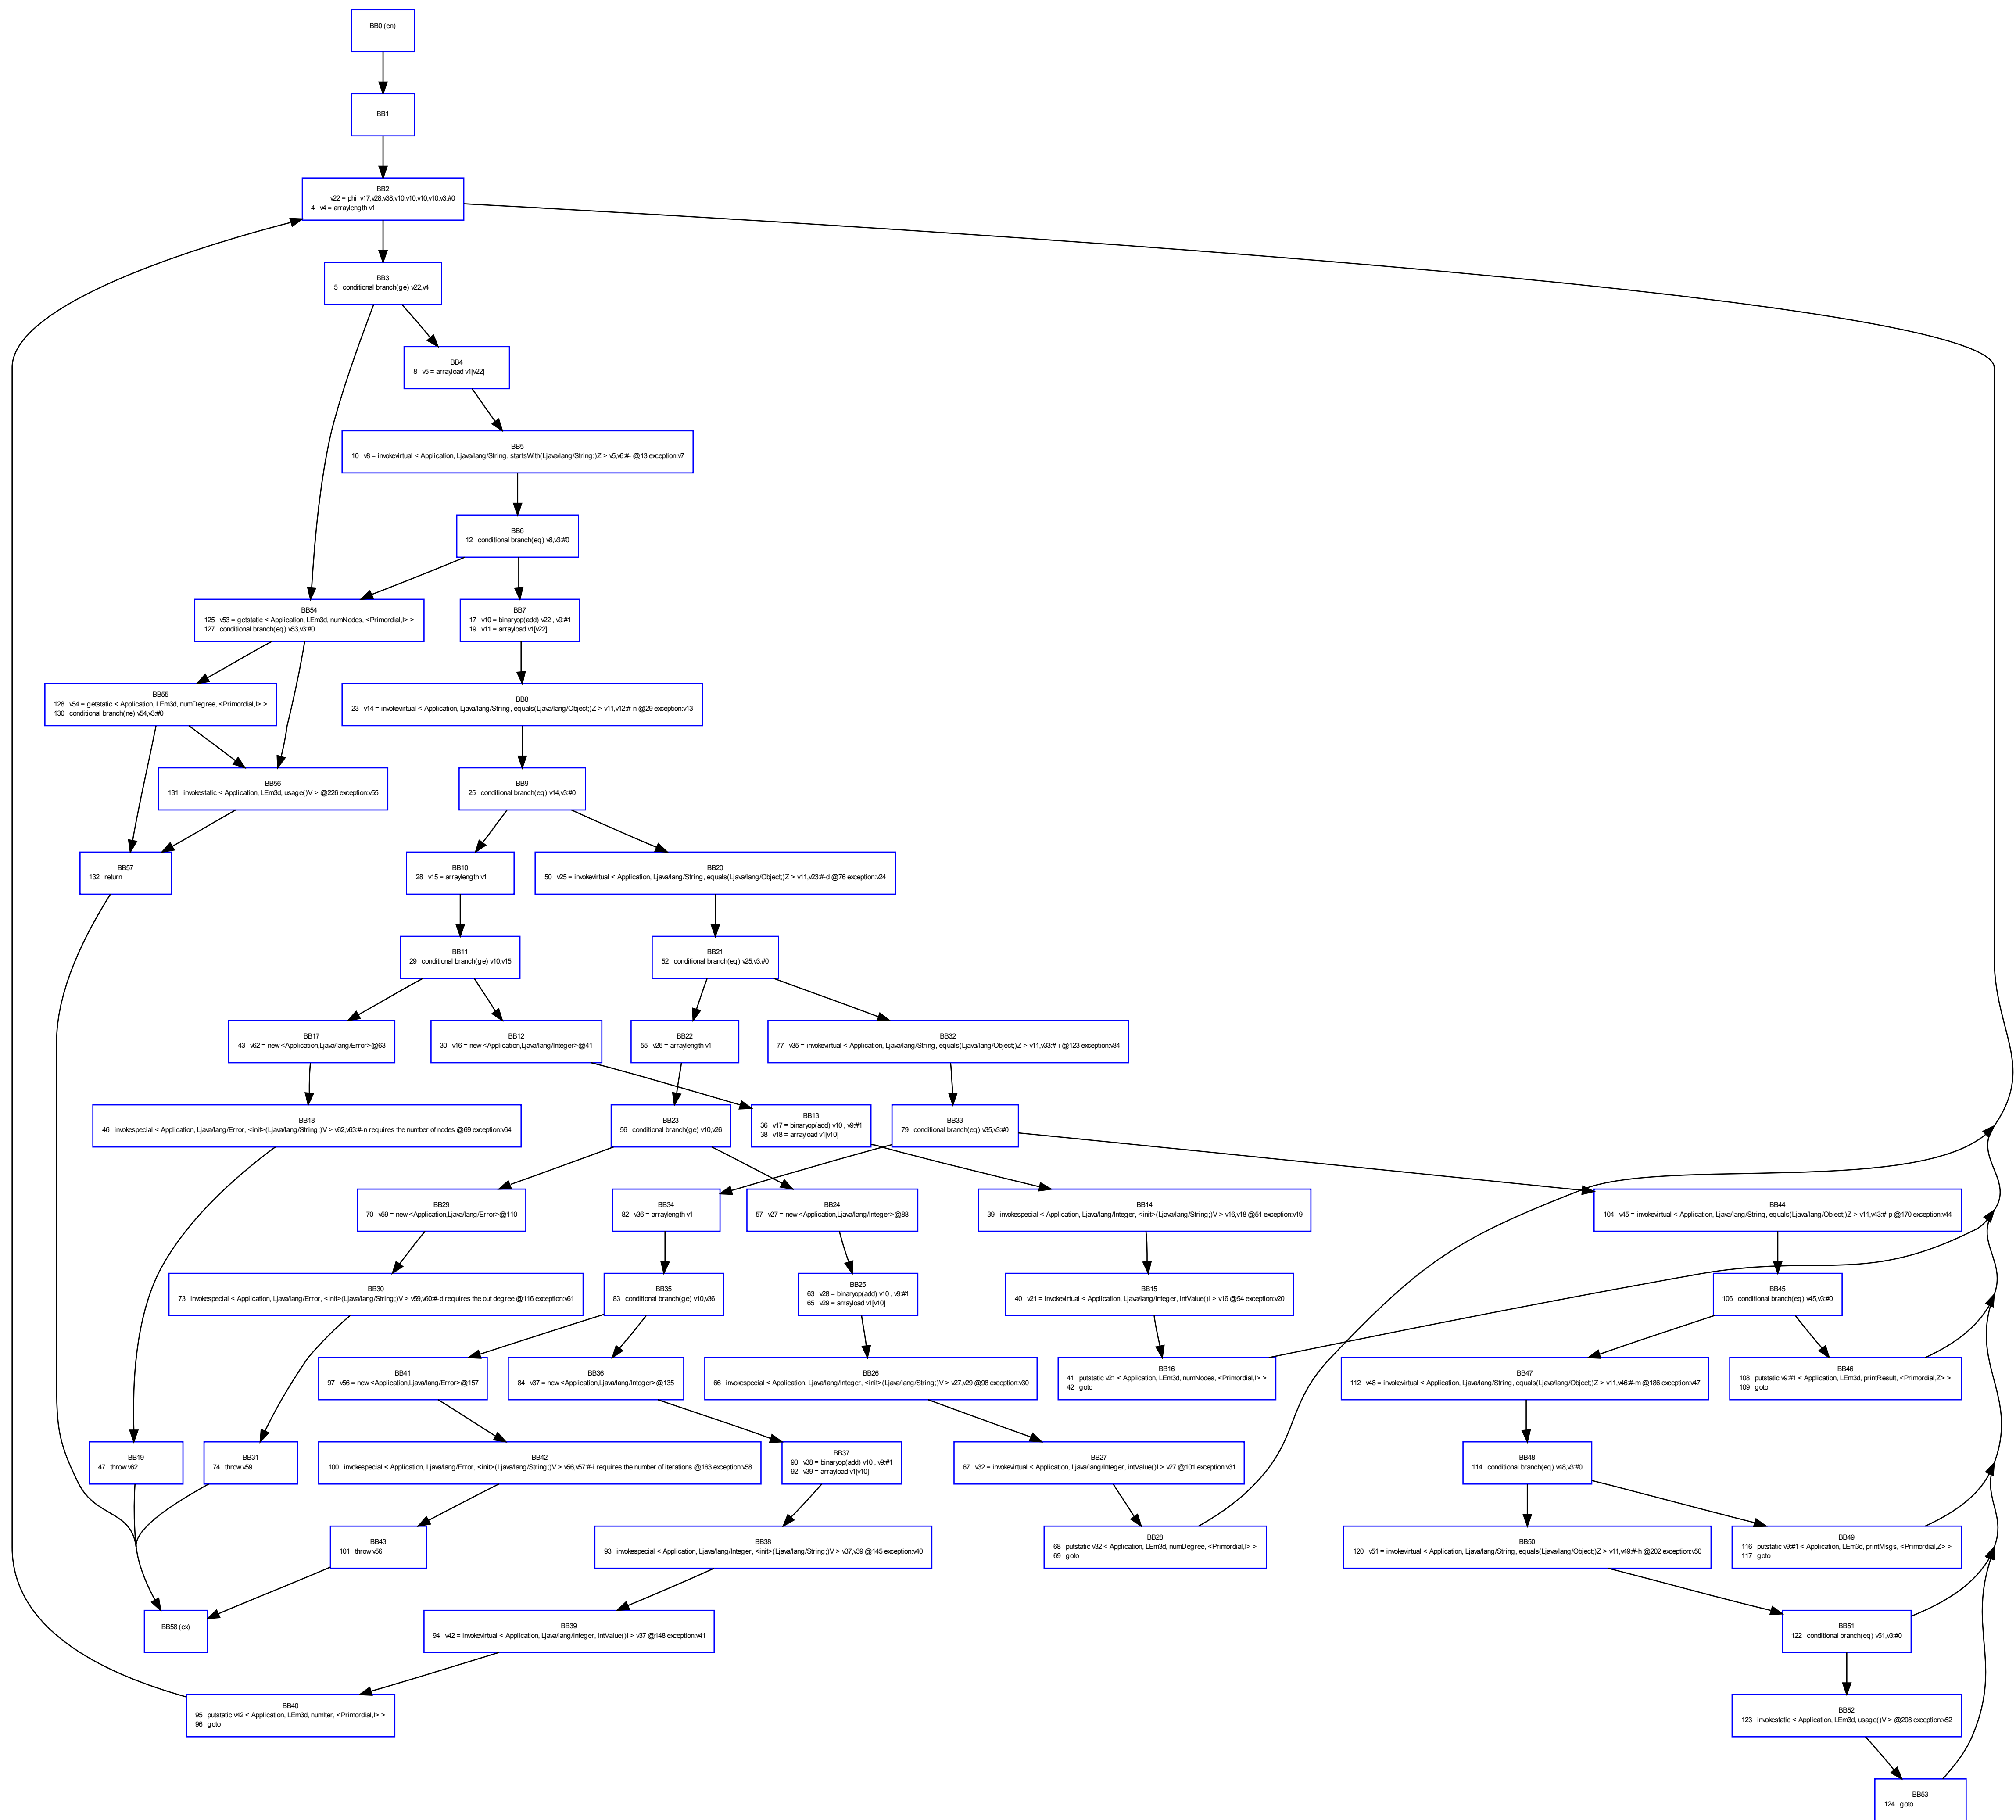 BB0 (en)
BB1
BB2
v22 = phi v17,v28,v38,v10,v10,v10,v10,v3:#0
4 v4 = arraylength v1
BB3
5 conditional branch(ge) v22,v4
BB4
8 v5 = arrayload v1[v22]
BB5
10 v8 = invokevirtual < Application, Ljava/lang/String, startsWith(Ljava/lang/String;)Z > v5,v6:#- @13 exception:v7
BB6
12 conditional branch(eq) v8,v3:#0
BB54
125 v53 = getstatic < Application, LEm3d, numNodes, <Primordial,I> >
127 conditional branch(eq) v53,v3:#0
BB7
17 v10 = binaryop(add) v22 , v9:#1
19 v11 = arrayload v1[v22]
BB55
128 v54 = getstatic < Application, LEm3d, numDegree, <Primordial,I> >
130 conditional branch(ne) v54,v3:#0
BB8
23 v14 = invokevirtual < Application, Ljava/lang/String, equals(Ljava/lang/Object;)Z > v11,v12:#-n @29 exception:v13
BB56
131 invokestatic < Application, LEm3d, usage()V > @226 exception:v55
BB9
25 conditional branch(eq) v14,v3:#0
BB57
132 return
BB10
28 v15 = arraylength v1
BB20
50 v25 = invokevirtual < Application, Ljava/lang/String, equals(Ljava/lang/Object;)Z > v11,v23:#-d @76 exception:v24
BB11
29 conditional branch(ge) v10,v15
BB21
52 conditional branch(eq) v25,v3:#0
BB17
43 v62 = new <Application,Ljava/lang/Error>@63
BB12
30 v16 = new <Application,Ljava/lang/Integer>@41
BB22
55 v26 = arraylength v1
BB32
77 v35 = invokevirtual < Application, Ljava/lang/String, equals(Ljava/lang/Object;)Z > v11,v33:#-i @123 exception:v34
BB18
46 invokespecial < Application, Ljava/lang/Error, <init>(Ljava/lang/String;)V > v62,v63:#-n requires the number of nodes @69 exception:v64
BB23
56 conditional branch(ge) v10,v26
BB13
36 v17 = binaryop(add) v10 , v9:#1
38 v18 = arrayload v1[v10]
BB33
79 conditional branch(eq) v35,v3:#0
BB29
70 v59 = new <Application,Ljava/lang/Error>@110
BB34
82 v36 = arraylength v1
BB24
57 v27 = new <Application,Ljava/lang/Integer>@88
BB14
39 invokespecial < Application, Ljava/lang/Integer, <init>(Ljava/lang/String;)V > v16,v18 @51 exception:v19
BB44
104 v45 = invokevirtual < Application, Ljava/lang/String, equals(Ljava/lang/Object;)Z > v11,v43:#-p @170 exception:v44
BB30
73 invokespecial < Application, Ljava/lang/Error, <init>(Ljava/lang/String;)V > v59,v60:#-d requires the out degree @116 exception:v61
BB35
83 conditional branch(ge) v10,v36
BB25
63 v28 = binaryop(add) v10 , v9:#1
65 v29 = arrayload v1[v10]
BB15
40 v21 = invokevirtual < Application, Ljava/lang/Integer, intValue()I > v16 @54 exception:v20
BB45
106 conditional branch(eq) v45,v3:#0
BB41
97 v56 = new <Application,Ljava/lang/Error>@157
BB36
84 v37 = new <Application,Ljava/lang/Integer>@135
BB26
66 invokespecial < Application, Ljava/lang/Integer, <init>(Ljava/lang/String;)V > v27,v29 @98 exception:v30
BB16
41 putstatic v21 < Application, LEm3d, numNodes, <Primordial,I> >
42 goto
BB47
112 v48 = invokevirtual < Application, Ljava/lang/String, equals(Ljava/lang/Object;)Z > v11,v46:#-m @186 exception:v47
BB46
108 putstatic v9:#1 < Application, LEm3d, printResult, <Primordial,Z> >
109 goto
BB19
47 throw v62
BB31
74 throw v59
BB42
100 invokespecial < Application, Ljava/lang/Error, <init>(Ljava/lang/String;)V > v56,v57:#-i requires the number of iterations @163 exception:v58
BB37
90 v38 = binaryop(add) v10 , v9:#1
92 v39 = arrayload v1[v10]
BB27
67 v32 = invokevirtual < Application, Ljava/lang/Integer, intValue()I > v27 @101 exception:v31
BB48
114 conditional branch(eq) v48,v3:#0
BB43
101 throw v56
BB38
93 invokespecial < Application, Ljava/lang/Integer, <init>(Ljava/lang/String;)V > v37,v39 @145 exception:v40
BB28
68 putstatic v32 < Application, LEm3d, numDegree, <Primordial,I> >
69 goto
BB50
120 v51 = invokevirtual < Application, Ljava/lang/String, equals(Ljava/lang/Object;)Z > v11,v49:#-h @202 exception:v50
BB49
116 putstatic v9:#1 < Application, LEm3d, printMsgs, <Primordial,Z> >
117 goto
BB58 (ex)
BB39
94 v42 = invokevirtual < Application, Ljava/lang/Integer, intValue()I > v37 @148 exception:v41
BB51
122 conditional branch(eq) v51,v3:#0
BB40
95 putstatic v42 < Application, LEm3d, numIter, <Primordial,I> >
96 goto
BB52
123 invokestatic < Application, LEm3d, usage()V > @208 exception:v52
BB53
124 goto